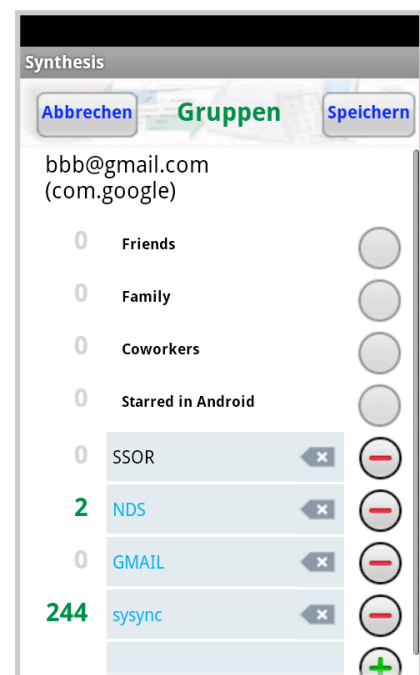 Synthesis
Abbrechen Gruppen Speichern
bbb@gmail.com
(com.google)
0 Friends
0 Family
0 Coworkers
0 Starred in Android
0 SSOR
2 NDS
0 GMAIL
244 sysync